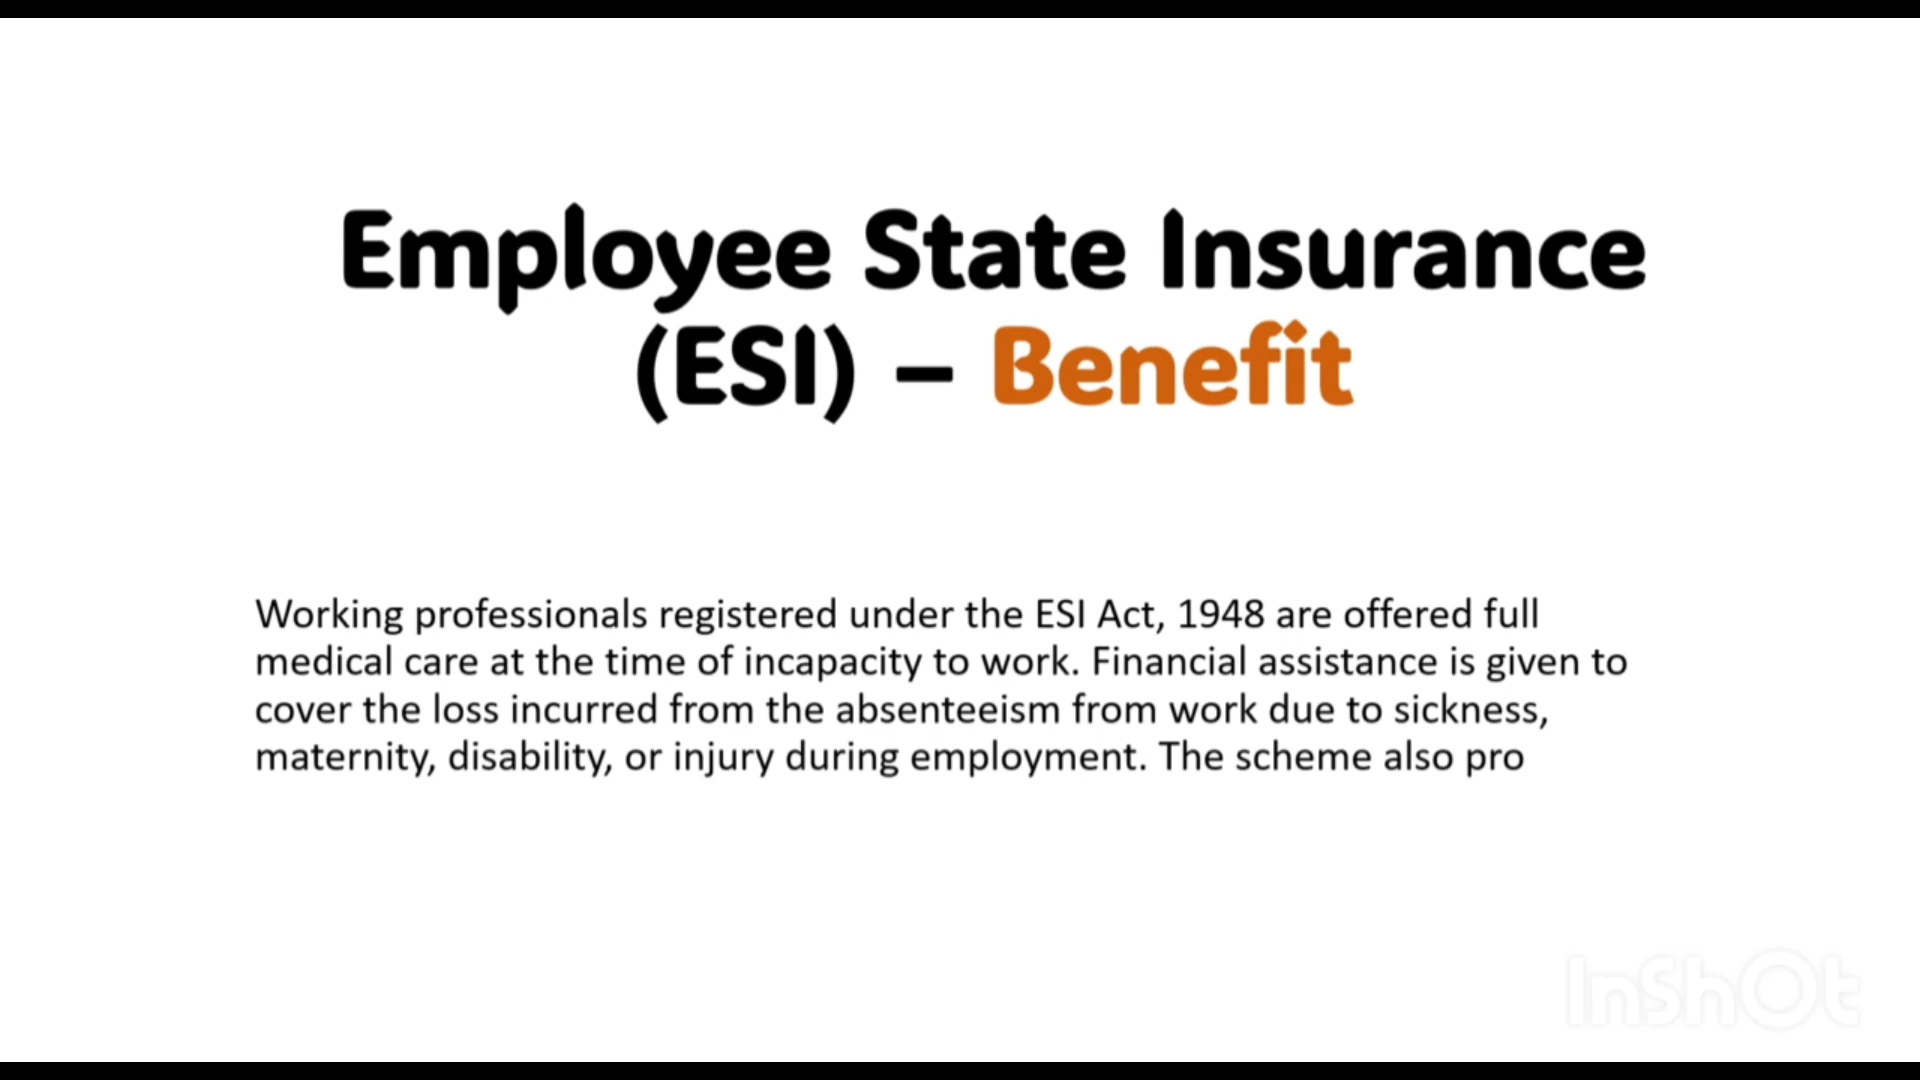 Employee State Insurance
(ESI) – Benefit
Working professionals registered under the ESI Act, 1948 are offered full
medical care at the time of incapacity to work. Financial assistance is given to
cover the loss incurred from the absenteeism from work due to sickness,
maternity, disability, or injury during employment. The scheme also pro
InShOt